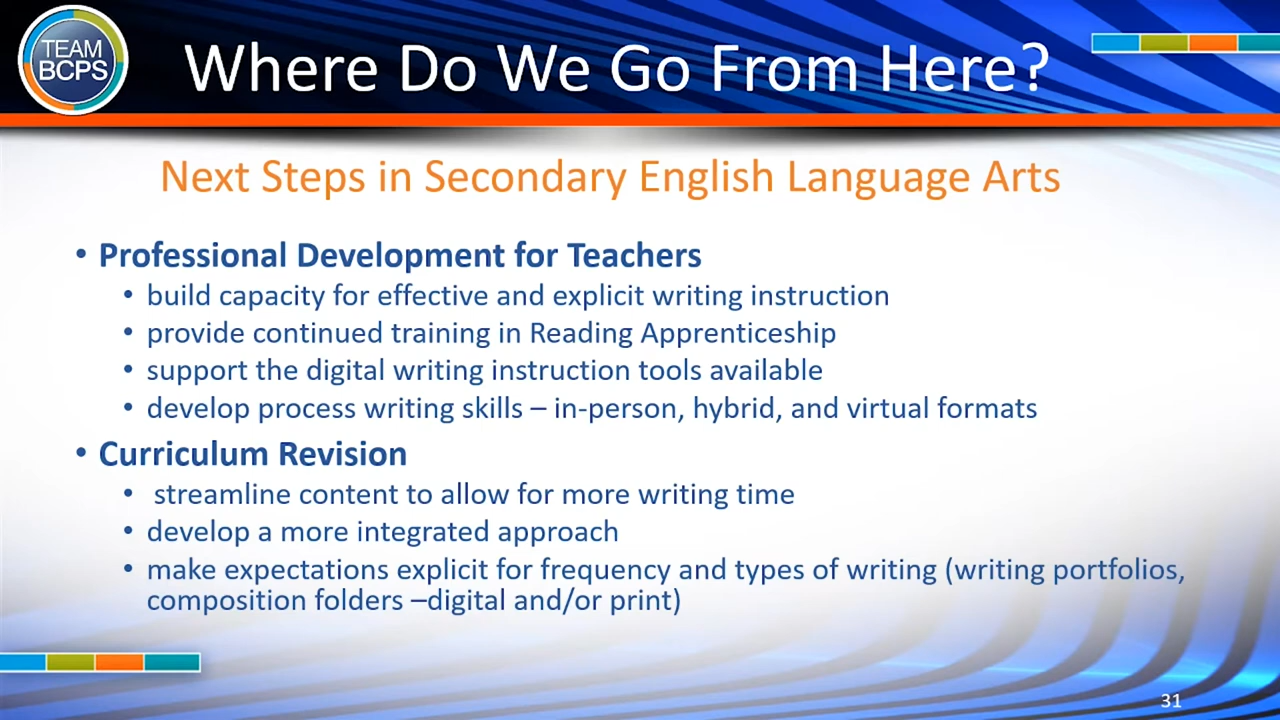 TEAM
BCPS
Where Do We Go From Here?
Next Steps in Secondary English Language Arts
• Professional Development for Teachers
• build capacity for effective and explicit writing instruction
• provide continued training in Reading Apprenticeship
• support the digital writing instruction tools available
• develop process writing skills – in-person, hybrid, and virtual formats
• Curriculum Revision
• streamline content to allow for more writing time
• develop a more integrated approach
• make expectations explicit for frequency and types of writing (writing portfolios,
composition folders –digital and/or print)
31